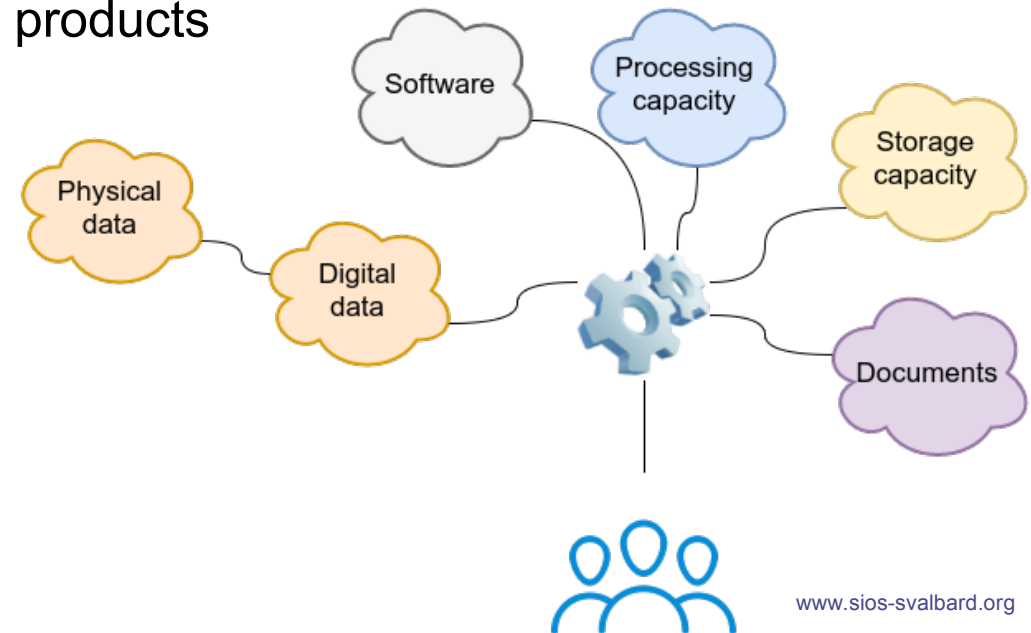 products
Software
Processing
capacity
Storage
capacity
Physical
data
Digital
data
Documents
www.sios-svalbard.org